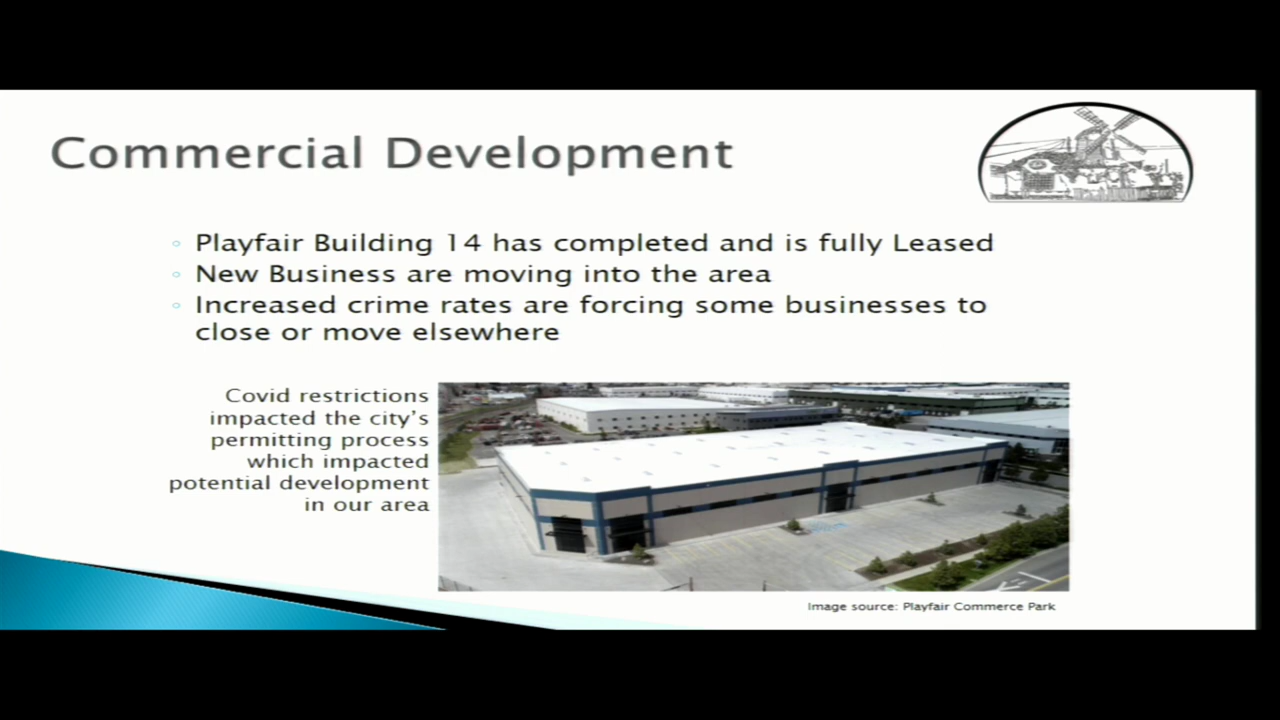 Commercial Development
Playfair Building 14 has completed and is fully Leased
New Business are moving into the area
Increased crime rates are forcing some businesses to
close or move elsewhere
Covid restrictions
impacted the city's
permitting process
which impacted
potential development
in our area
Image source: Playfair Commerce Park